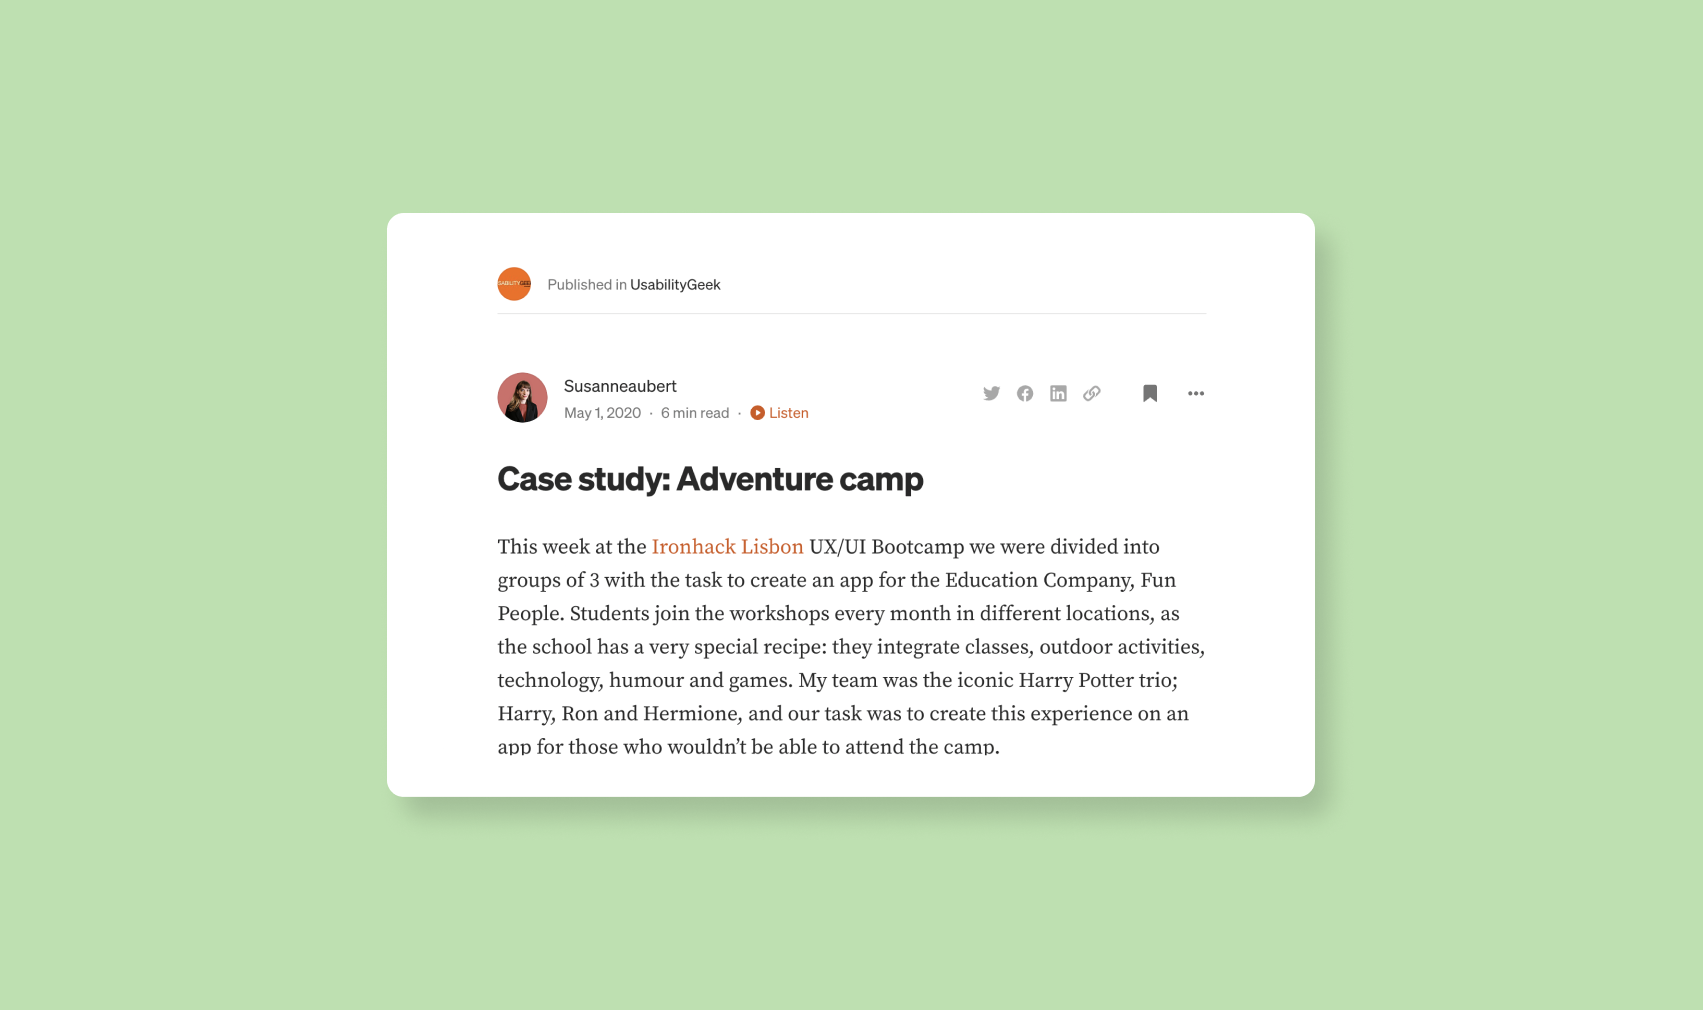 Published in UsabilityGeek
Susanneaubert
May 1, 2020 · 6 min read · Listen
Case study: Adventure camp
This week at the Ironhack Lisbon UX/UI Bootcamp we were divided into
groups of 3 with the task to create an app for the Education Company, Fun
People. Students join the workshops every month in different locations, as
the school has a very special recipe: they integrate classes, outdoor activities,
technology, humour and games. My team was the iconic Harry Potter trio;
Harry, Ron and Hermione, and our task was to create this experience on an
app for those who wouldn’t be able to attend the camp.